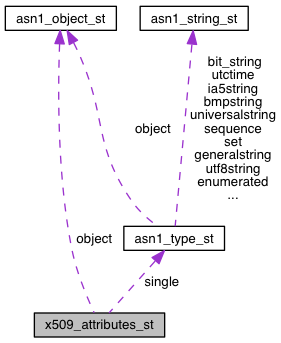 asn1_object_st
asn1_string_st
bit_string
utctime
ia5string
bmpstring
universalstring
object
sequence
set
generalstring
utf8string
enumerated
...
asn1_type_st
object
single
x509_attributes_st